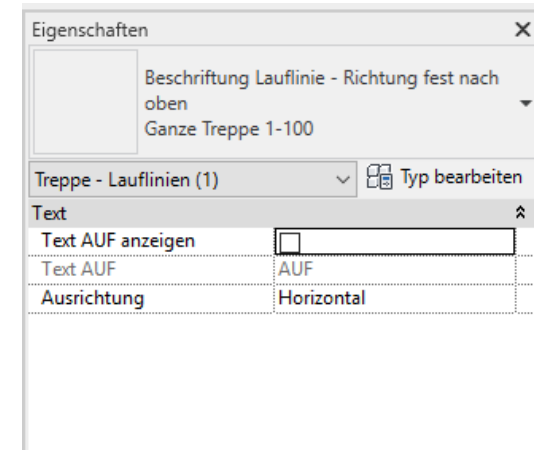 Eigenschaften
Beschriftung Lauflinie - Richtung fest nach
oben
Ganze Treppe 1-100
Treppe - Lauflinien (1)
Typ bearbeiten
Text
Text AUF anzeigen
Text AUF
AUF
Ausrichtung
Horizontal